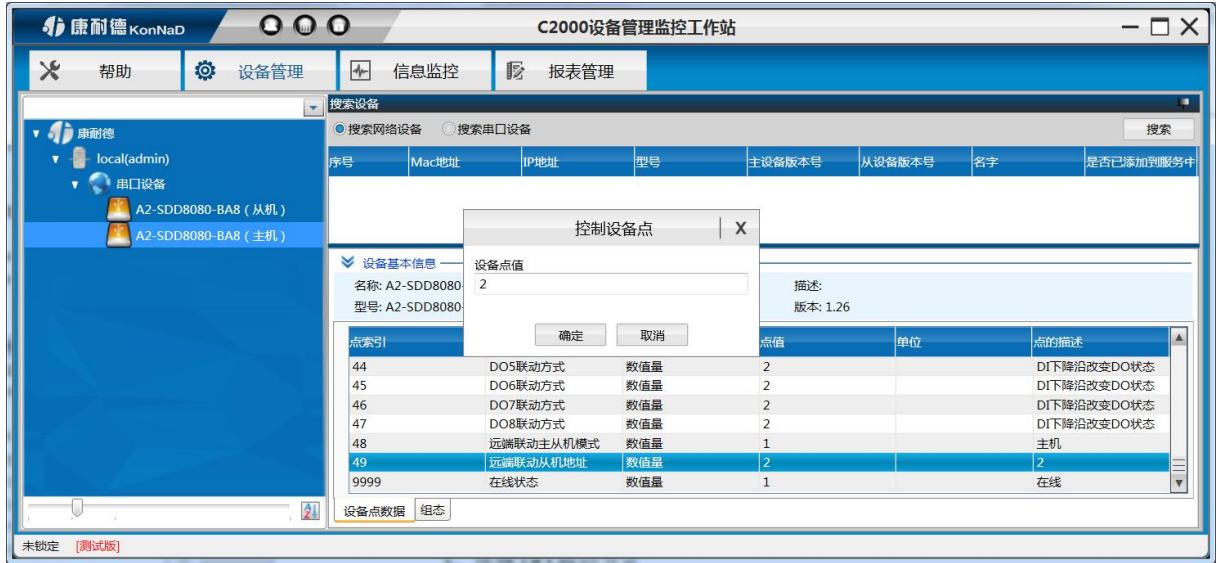 康耐德 KonNaD
C2000设备管理监控工作站
帮助
设备管理
信息监控
报表管理
康耐德
local(admin)
串口设备
A2-SDD8080-BA8 ( 从机 )
A2-SDD8080-BA8 ( 主机 )
搜索设备
搜索网络设备 搜索串口设备 搜索
序号 Mac地址 IP地址 型号 主设备版本号 从设备版本号 名字 是否已添加到服务中
控制设备点 X
设备点值
2
确定 取消
设备基本信息
名称: A2-SDD8080- 描述:
型号: A2-SDD8080- 版本: 1.26
点索引 点值 单位 点的描述
44 DO5联动方式 数值量 2 DI下降沿改变DO状态
45 DO6联动方式 数值量 2 DI下降沿改变DO状态
46 DO7联动方式 数值量 2 DI下降沿改变DO状态
47 DO8联动方式 数值量 2 DI下降沿改变DO状态
48 远端联动主从机模式 数值量 1 主机
49 远端联动从机地址 数值量 2 2
9999 在线状态 数值量 1 在线
设备点数据 组态
未锁定 [测试版]